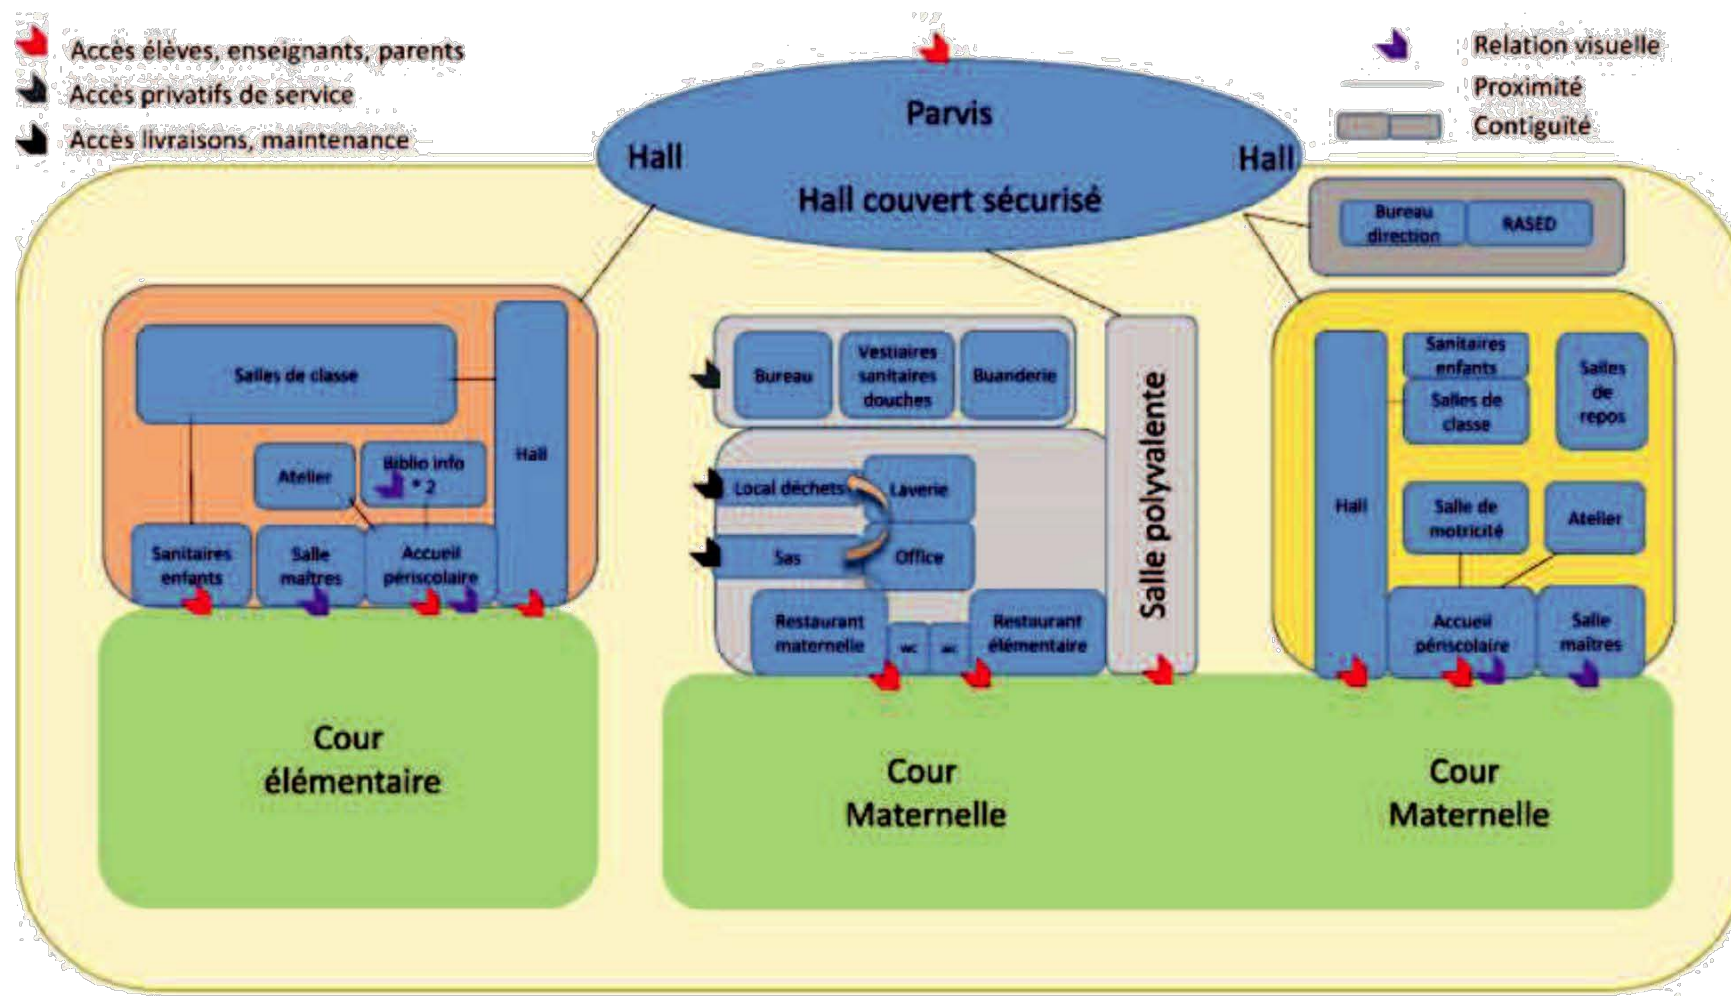 Accès élèves, enseignants, parents
Accès privatifs de service
Accès livraisons, maintenance
Relation visuelle
Proximité
Contiguïté
Parvis
Hall
Hall
Hall couvert sécurisé
Bureau
direction
RASED
Salles de classe
Hall
Atelier
Biblio info
* 2
Sanitaires
enfants
Salle
maîtres
Accueil
périscolaire
Bureau
Vestiaires
sanitaires
douches
Buanderie
Local déchets
Laverie
Sas
Office
Restaurant
maternelle
wc
Restaurant
élémentaire
Salle polyvalente
Hall
Sanitaires
enfants
Salles de
classe
Salles
de
repos
Salle de
motricité
Atelier
Accueil
périscolaire
Salle
maîtres
Cour
élémentaire
Cour
Maternelle
Cour
Maternelle